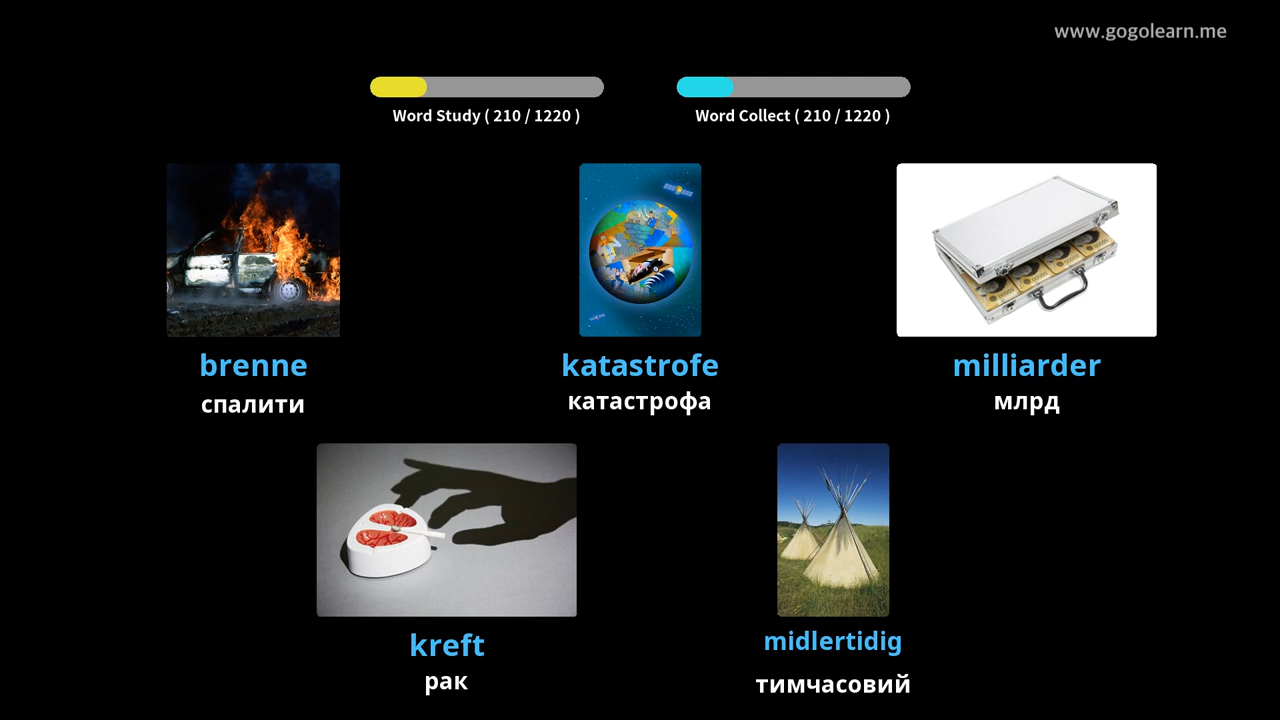 www.gogolearn.me
Word Study ( 210 / 1220 )
Word Collect ( 210 / 1220 )
brenne
спалити
katastrofe
катастрофа
milliarder
млрд
kreft
рак
midlertidig
тимчасовий